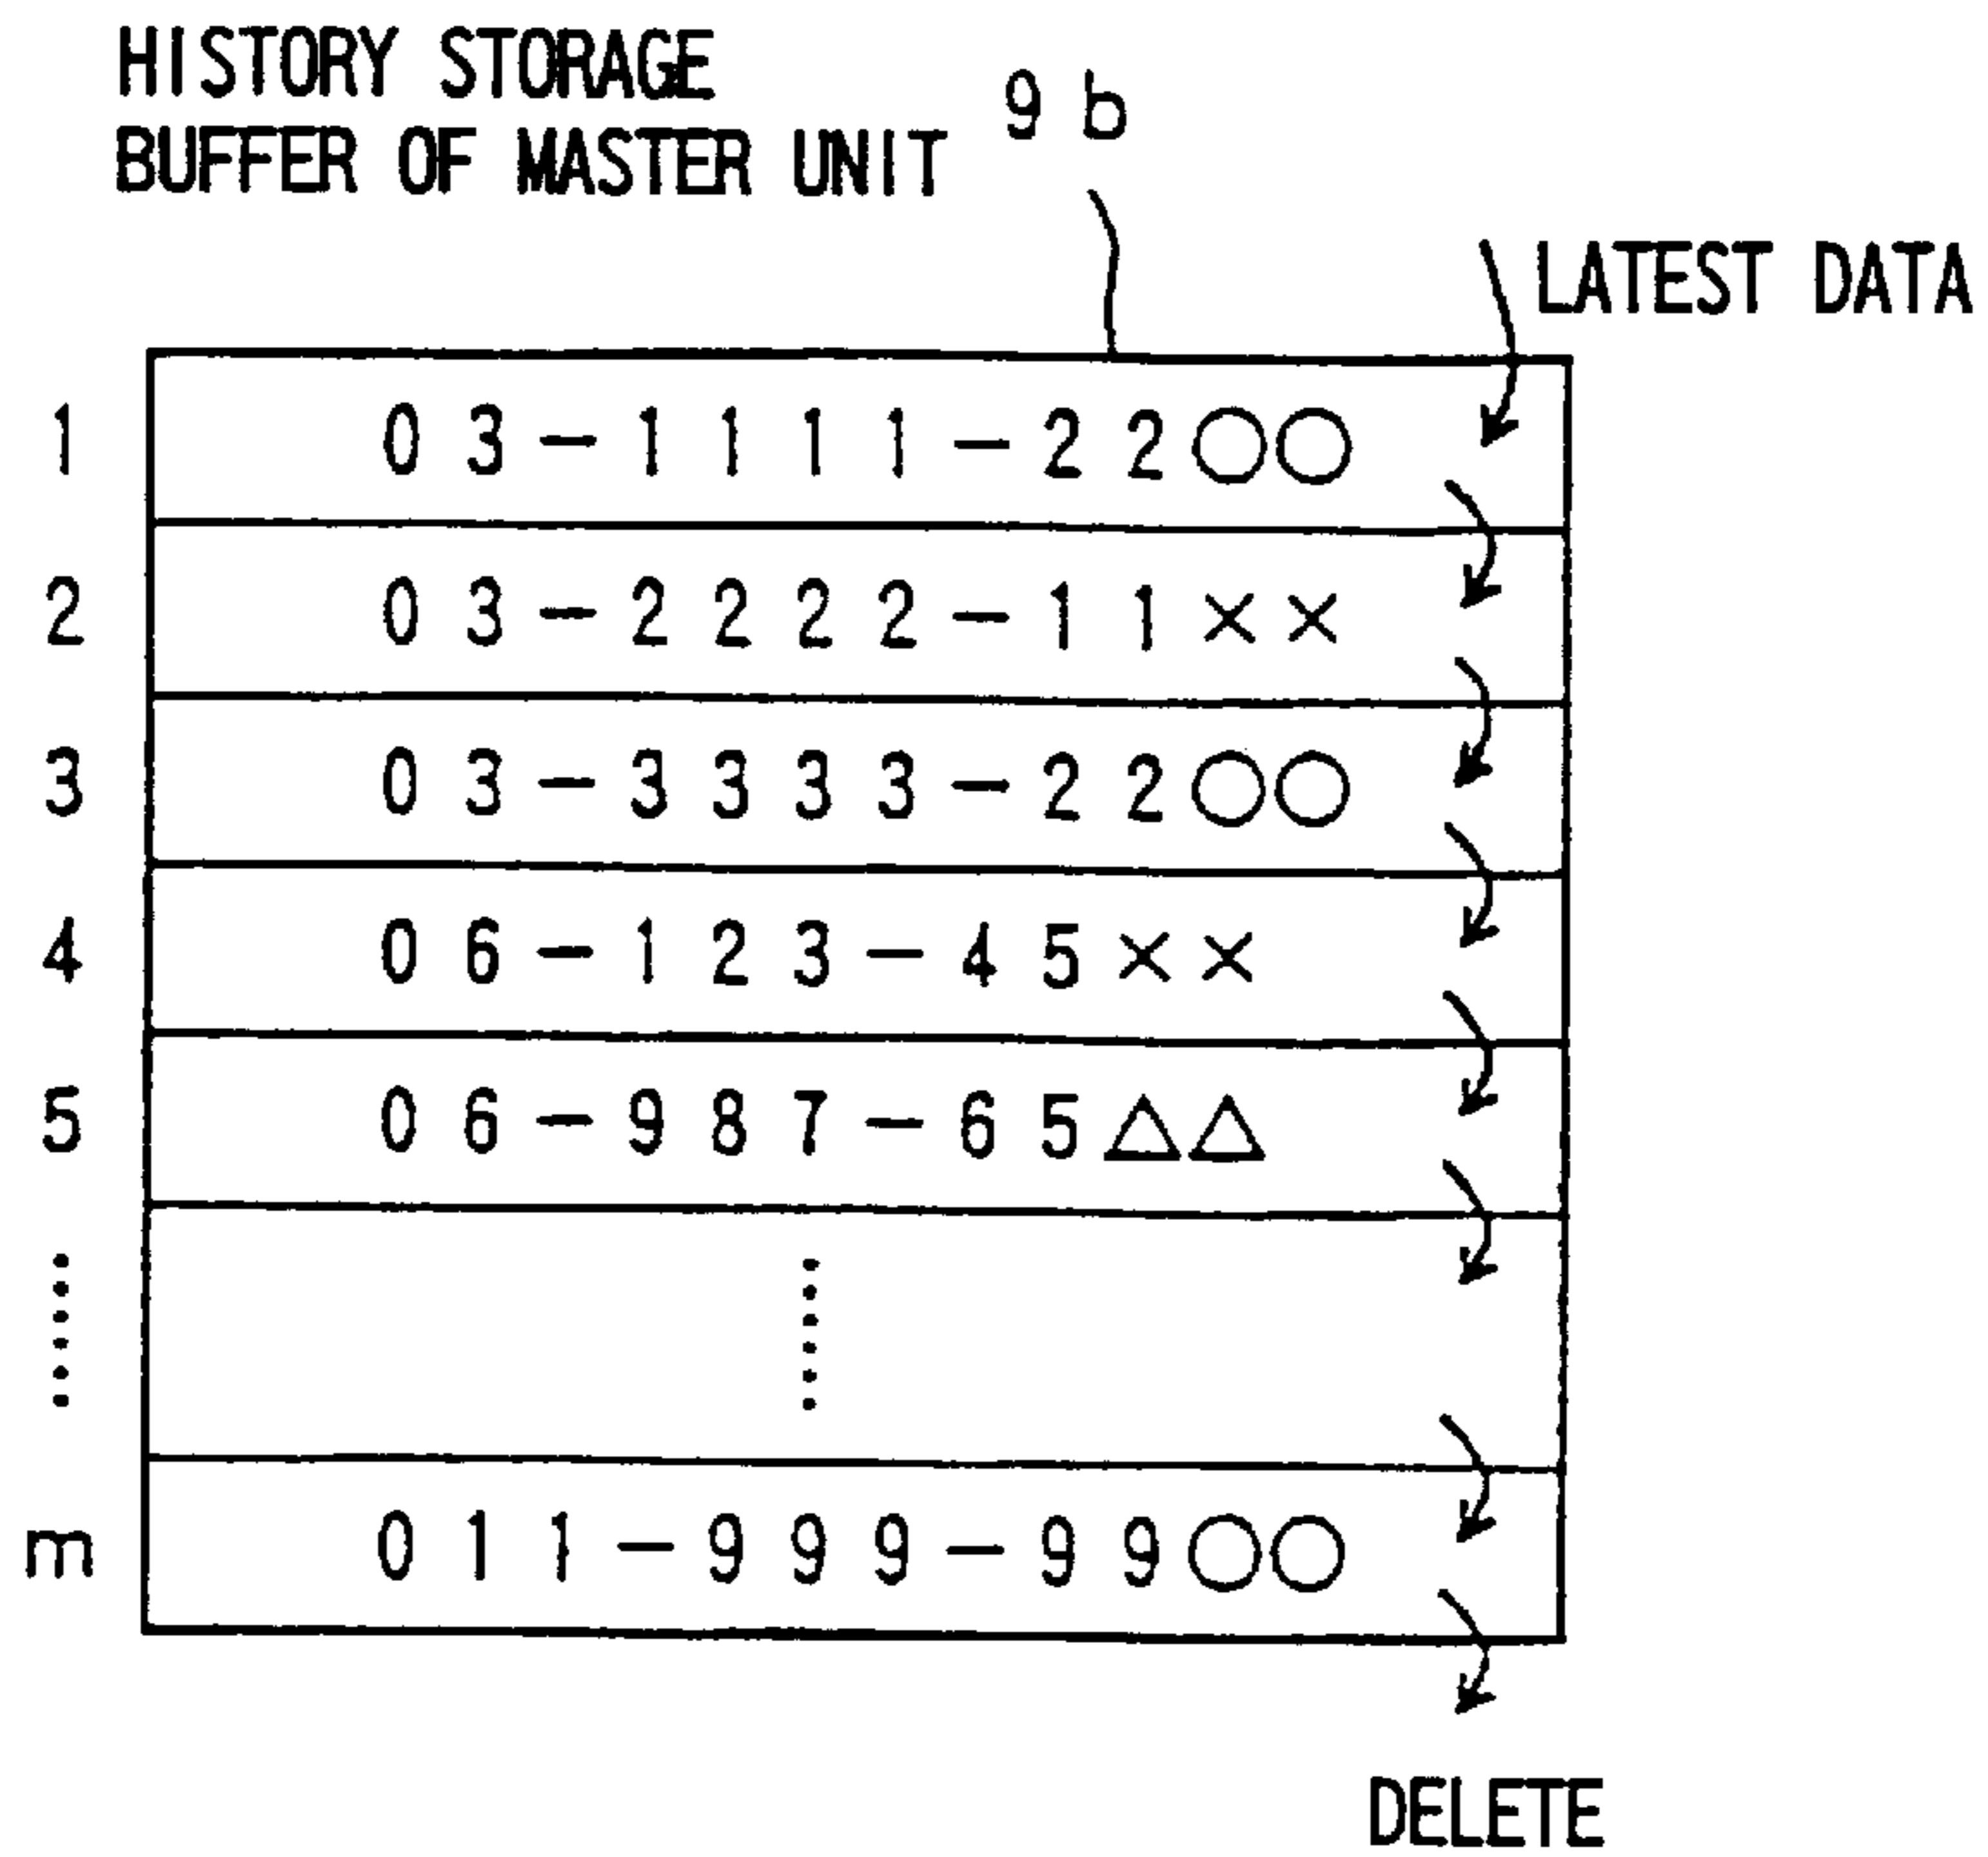 HISTORY STORAGE
BUFFER OF MASTER UNIT
9b
LATEST DATA
1 03-1111-22○○
2 03-2222-11××
3 03-3333-22○○
4 06-123-45××
5 06-987-65△△
m 011-999-99○○
DELETE